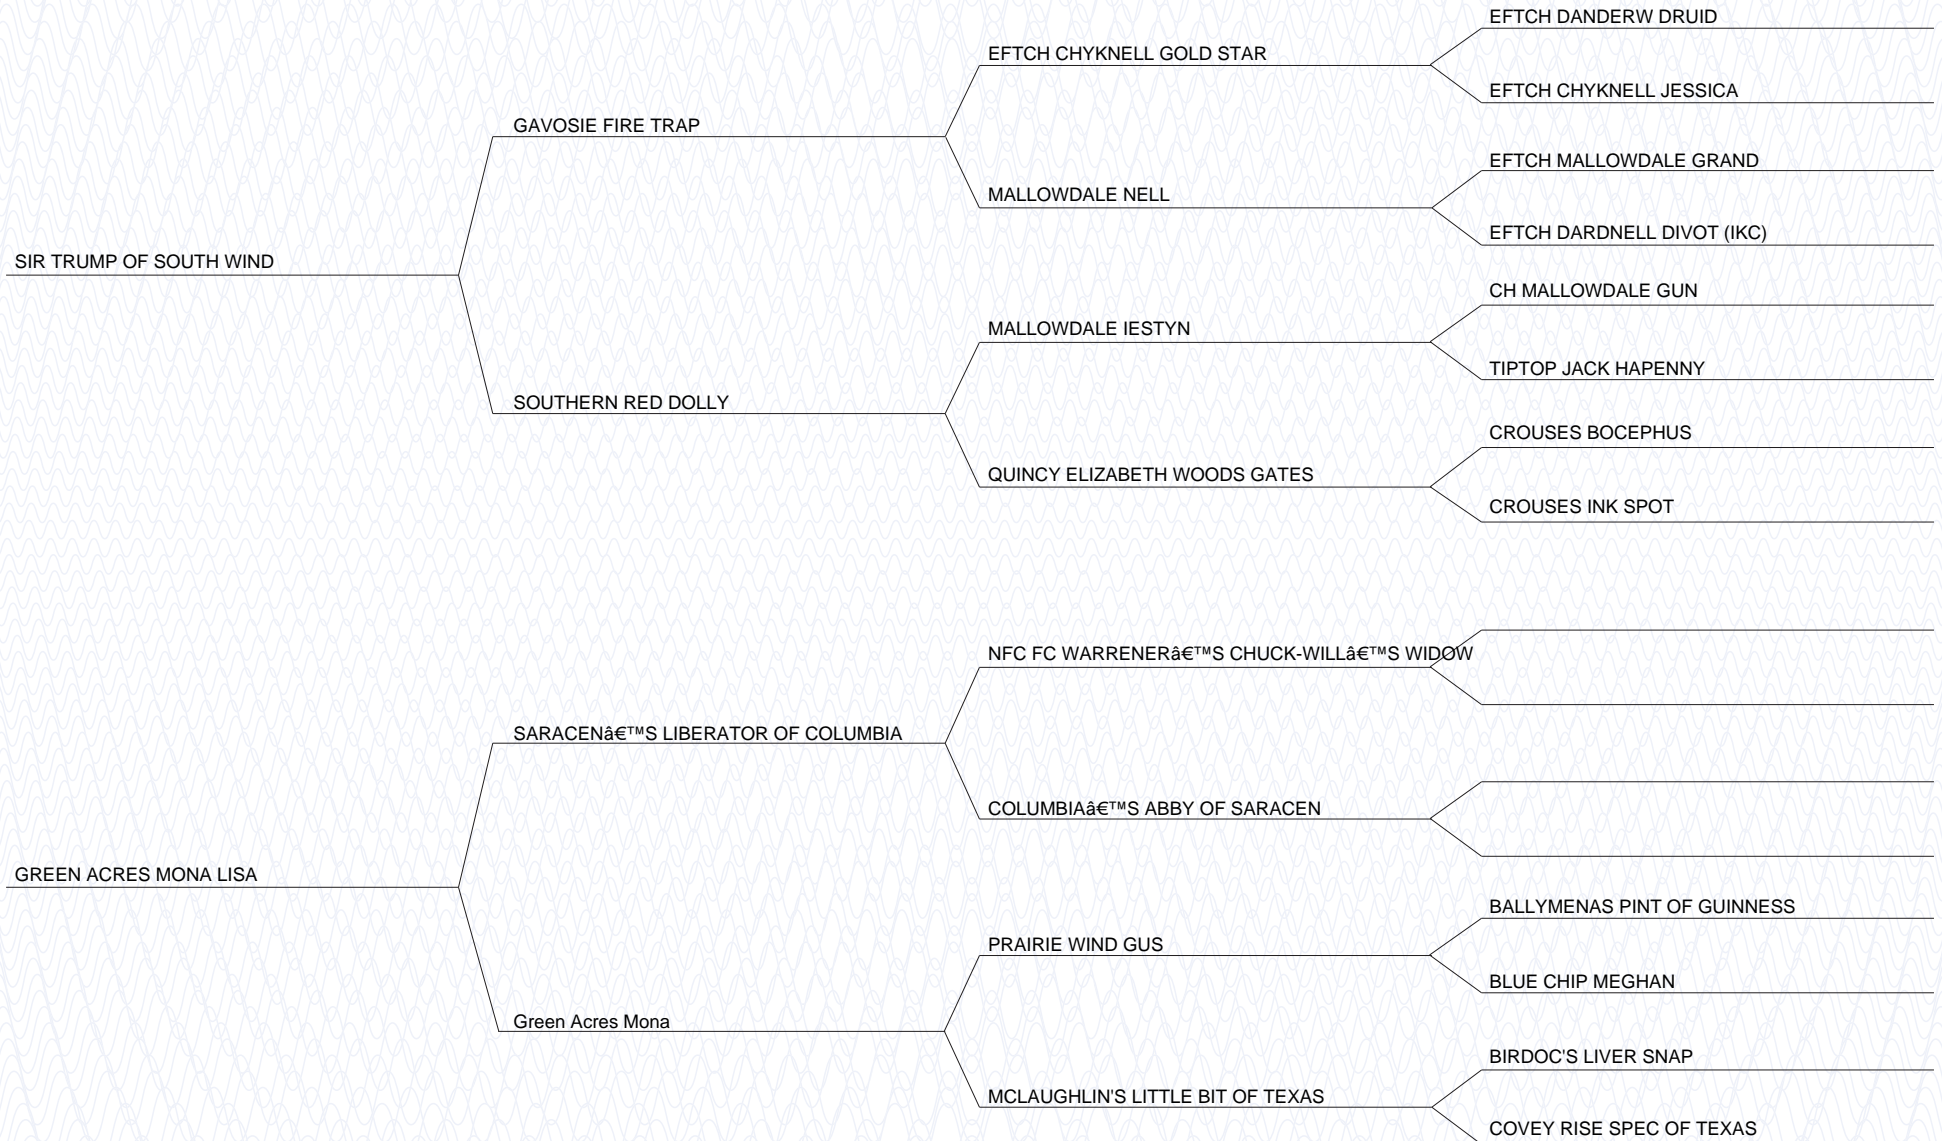 EFTCH DANDERW DRUID
EFTCH CHYKNELL GOLD STAR
EFTCH CHYKNELL JESSICA
GAVOSIE FIRE TRAP
EFTCH MALLOWDALE GRAND
MALLOWDALE NELL
EFTCH DARDNELL DIVOT (IKC)
SIR TRUMP OF SOUTH WIND
CH MALLOWDALE GUN
MALLOWDALE IESTYN
TIPTOP JACK HAPENNY
SOUTHERN RED DOLLY
CROUSES BOCEPHUS
QUINCY ELIZABETH WOODS GATES
CROUSES INK SPOT
NFC FC WARRENERâ€™S CHUCK-WILLâ€™S WIDOW
SARACENâ€™S LIBERATOR OF COLUMBIA
COLUMBIAâ€™S ABBY OF SARACEN
GREEN ACRES MONA LISA
BALLYMENAS PINT OF GUINNESS
PRAIRIE WIND GUS
BLUE CHIP MEGHAN
Green Acres Mona
BIRDOC'S LIVER SNAP
MCLAUGHLIN'S LITTLE BIT OF TEXAS
COVEY RISE SPEC OF TEXAS